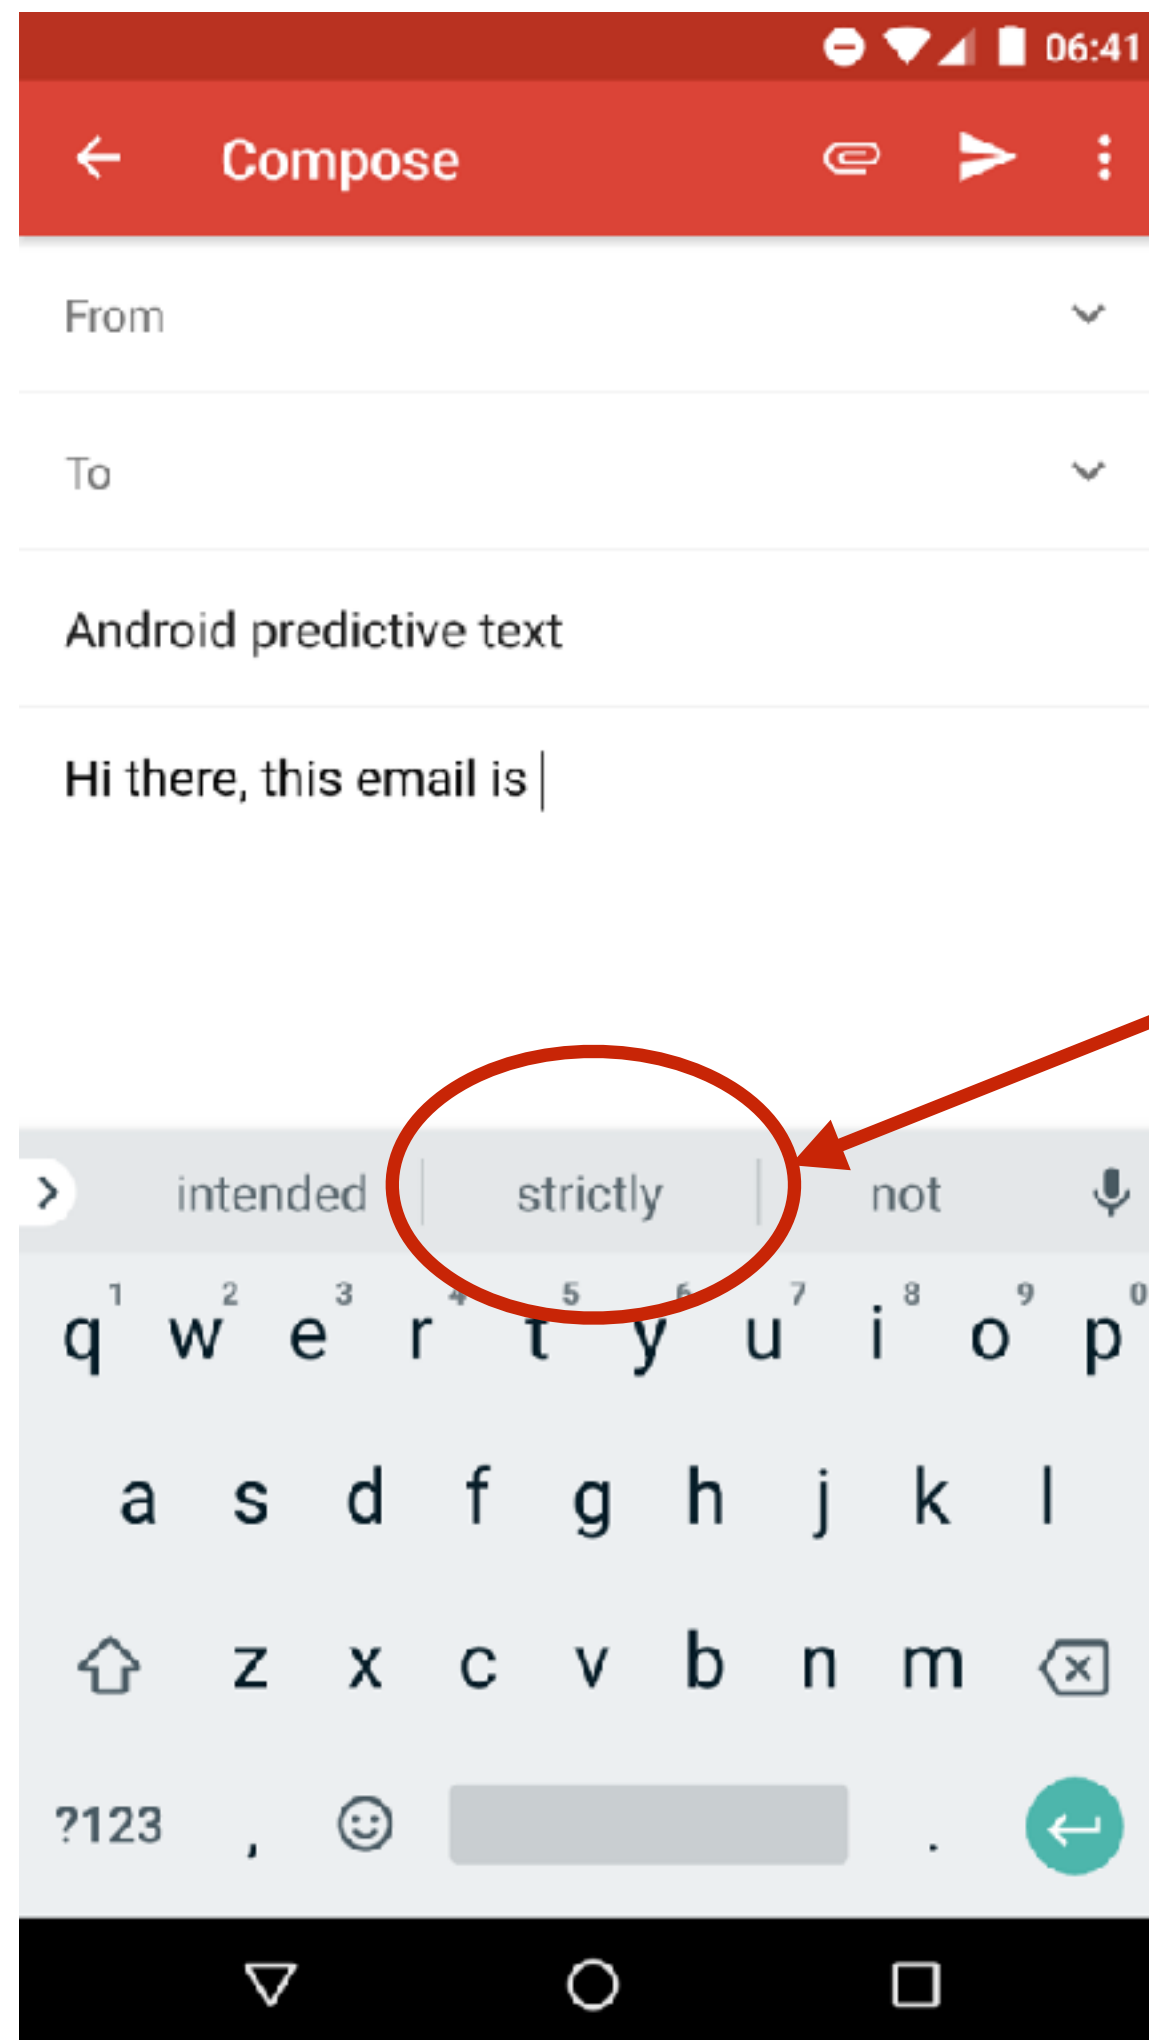 06:41
Compose
From
To
Android predictive text
Hi there, this email is
intended strictly not
1 2 3 4 5 6 7 8 9 0
q w e r t y u i o p
a s d f g h j k l
z x c v b n m
?123 , .